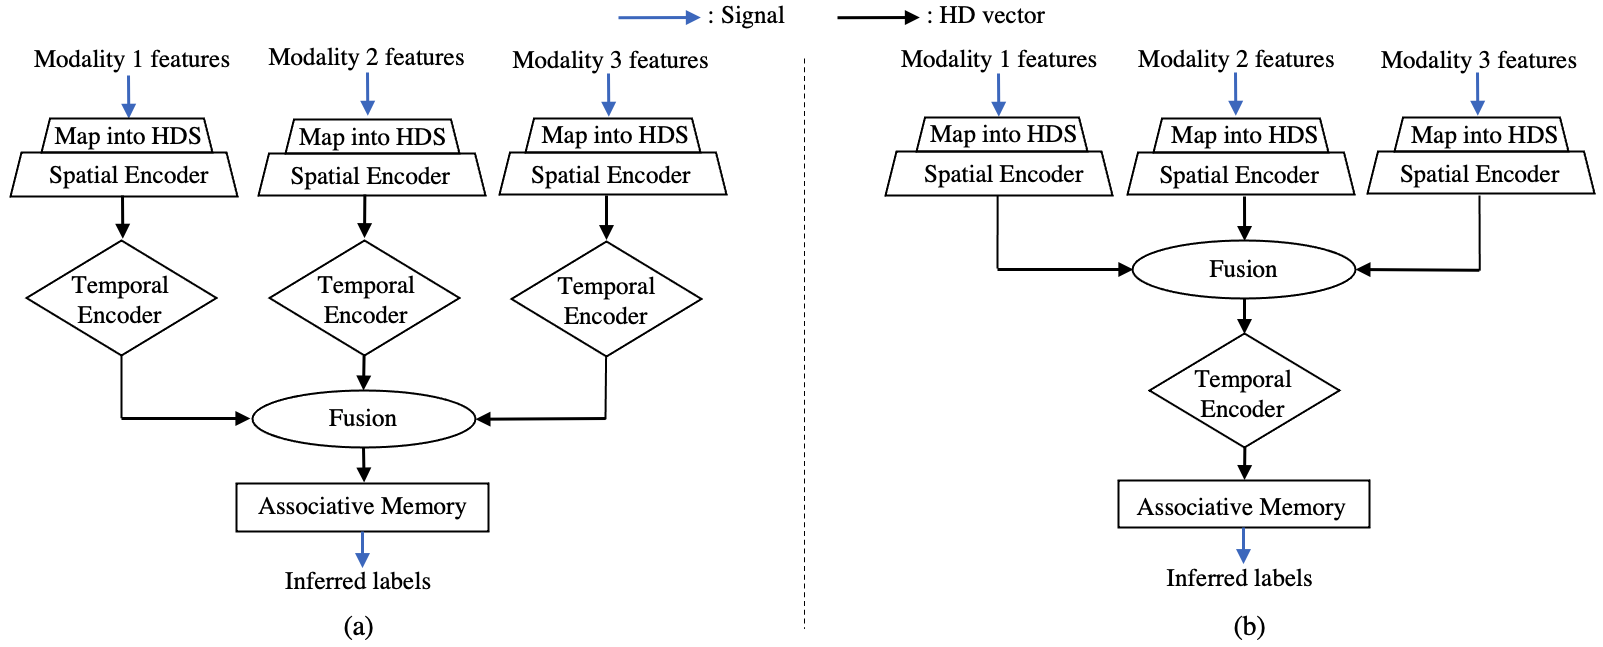 : Signal
: HD vector
Modality 1 features
Modality 2 features
Modality 3 features
Map into HDS
Map into HDS
Map into HDS
Spatial Encoder
Spatial Encoder
Spatial Encoder
Temporal
Encoder
Temporal
Encoder
Temporal
Encoder
Fusion
Associative Memory
Inferred labels
(a)
Modality 1 features
Modality 2 features
Modality 3 features
Map into HDS
Map into HDS
Map into HDS
Spatial Encoder
Spatial Encoder
Spatial Encoder
Fusion
Temporal
Encoder
Associative Memory
Inferred labels
(b)